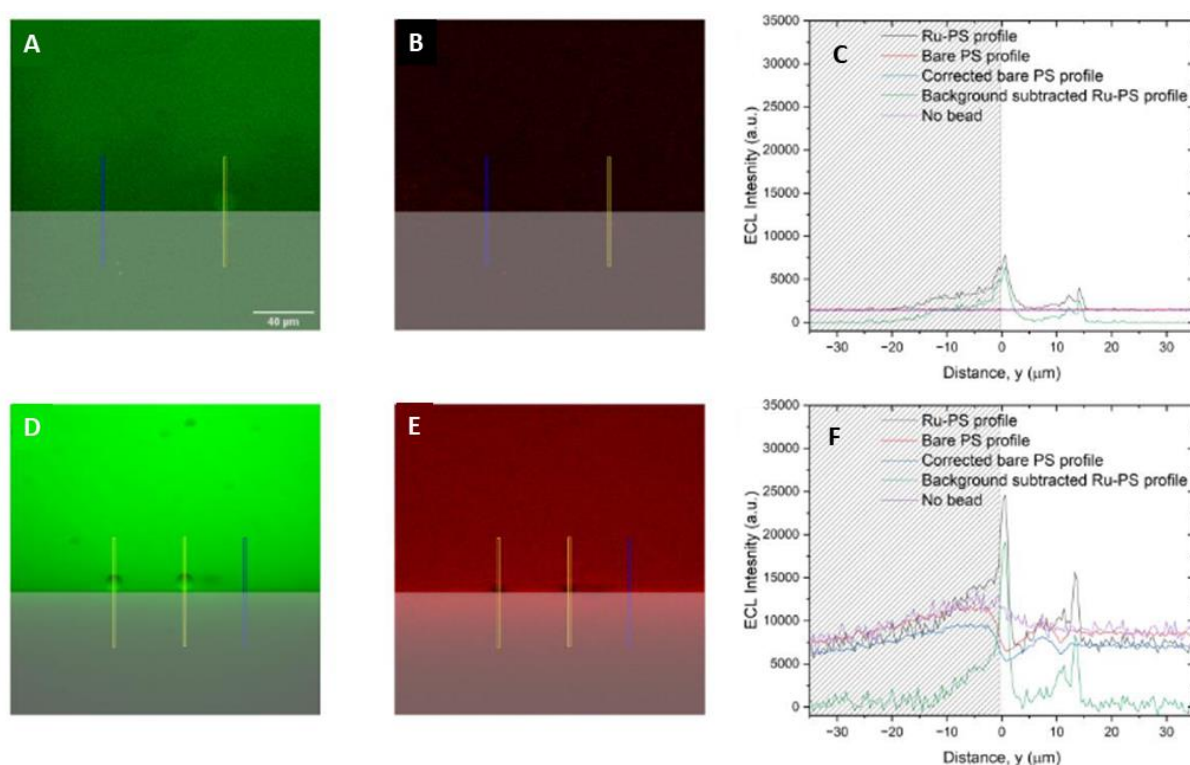 A
40 μm
B
C
Ru-PS profile
Bare PS profile
Corrected bare PS profile
Background subtracted Ru-PS profile
No bead
ECL Intesnity (a.u.)
35000
30000
25000
20000
15000
10000
5000
0
−30 −20 −10 0 10 20 30
Distance, y (μm)
D
E
F
Ru-PS profile
Bare PS profile
Corrected bare PS profile
Background subtracted Ru-PS profile
No bead
ECL Intesnity (a.u.)
35000
30000
25000
20000
15000
10000
5000
0
−30 −20 −10 0 10 20 30
Distance, y (μm)